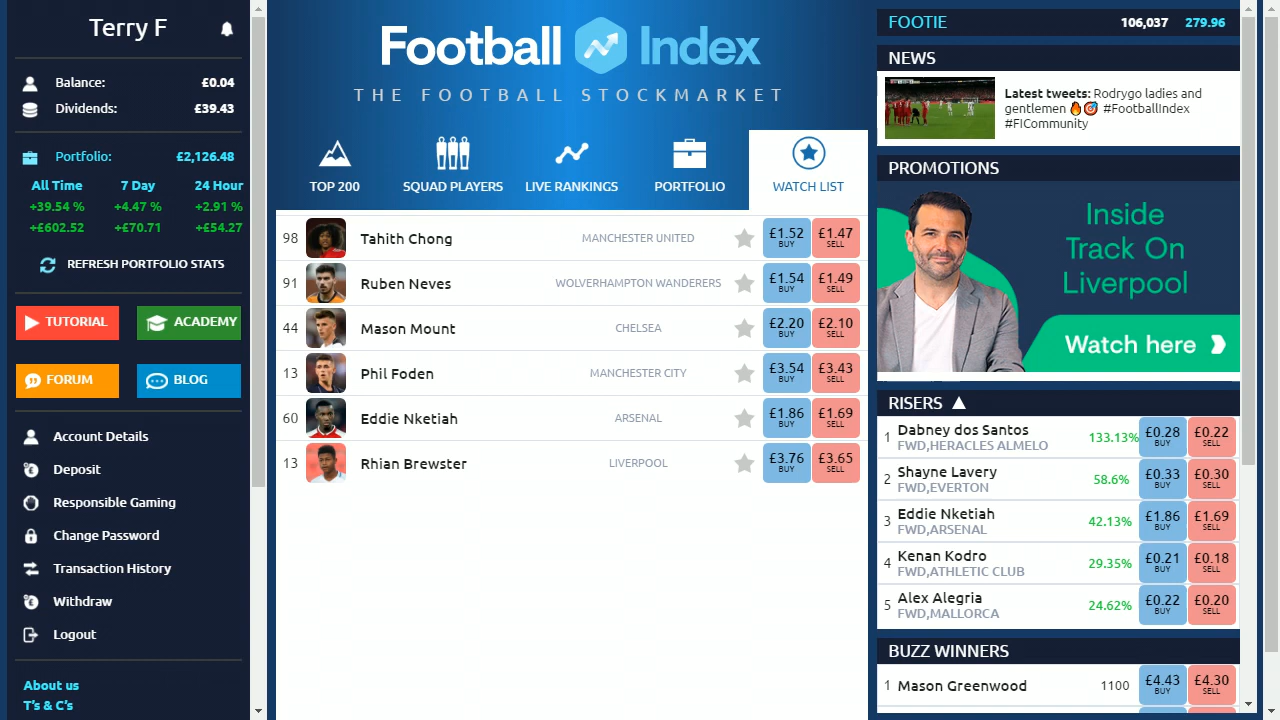 Terry F
Balance: £0.04
Dividends: £39.43
Portfolio: £2,126.48
All Time 7 Day 24 Hour
+39.54 % +4.47 % +2.91 %
+£602.52 +£70.71 +£54.27
REFRESH PORTFOLIO STATS
TUTORIAL ACADEMY
FORUM BLOG
Account Details
Deposit
Responsible Gaming
Change Password
Transaction History
Withdraw
Logout
About us
T's & C's
Football Index
THE FOOTBALL STOCKMARKET
TOP 200 SQUAD PLAYERS LIVE RANKINGS PORTFOLIO WATCH LIST
98 Tahith Chong MANCHESTER UNITED £1.52 BUY £1.47 SELL
91 Ruben Neves WOLVERHAMPTON WANDERERS £1.54 BUY £1.49 SELL
44 Mason Mount CHELSEA £2.20 BUY £2.10 SELL
13 Phil Foden MANCHESTER CITY £3.54 BUY £3.43 SELL
60 Eddie Nketiah ARSENAL £1.86 BUY £1.69 SELL
13 Rhian Brewster LIVERPOOL £3.76 BUY £3.65 SELL
FOOTIE 106,037 279.96
NEWS
Latest tweets: Rodrygo ladies and
gentlemen 🔥🎯 #FootballIndex
#FICommunity
PROMOTIONS
Inside
Track On
Liverpool
Watch here
RISERS
1 Dabney dos Santos 133.13% £0.28 BUY £0.22 SELL
FWD,HERACLES ALMELO
2 Shayne Lavery 58.6% £0.33 BUY £0.30 SELL
FWD,EVERTON
3 Eddie Nketiah 42.13% £1.86 BUY £1.69 SELL
FWD,ARSENAL
4 Kenan Kodro 29.35% £0.21 BUY £0.18 SELL
FWD,ATHLETIC CLUB
5 Alex Alegria 24.62% £0.22 BUY £0.20 SELL
FWD,MALLORCA
BUZZ WINNERS
1 Mason Greenwood 1100 £4.43 BUY £4.30 SELL